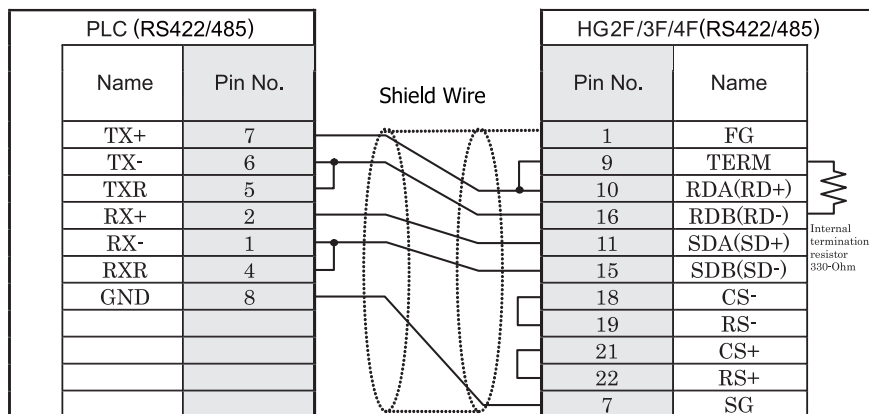 PLC (RS422/485)
Name Pin No.
TX+ 7
TX- 6
TXR 5
RX+ 2
RX- 1
RXR 4
GND 8
Shield Wire
HG2F/3F/4F(RS422/485)
Pin No. Name
1 FG
9 TERM
10 RDA(RD+)
16 RDB(RD-)
11 SDA(SD+)
15 SDB(SD-)
18 CS-
19 RS-
21 CS+
22 RS+
7 SG
Internal
termination
resistor
330-Ohm